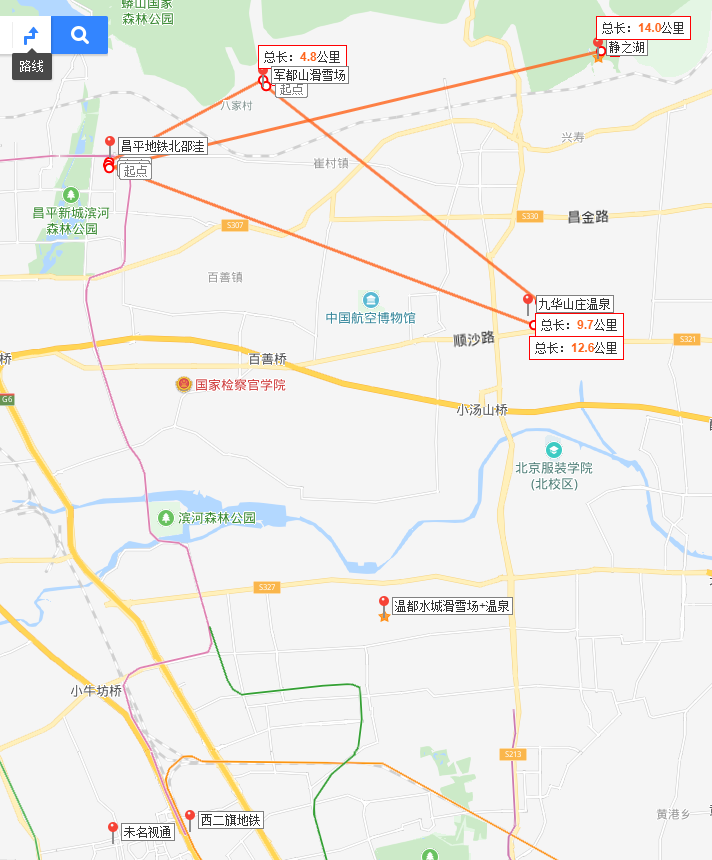 蟒山国家
森林公园
路线
总长：14.0公里
静之湖
总长：4.8公里
军都山滑雪场
起点
八家村
昌平地铁北邵洼
起点
崔村镇
兴寿
昌平新城滨河
森林公园
S307
S330
昌金路
百善镇
九华山庄温泉
中国航空博物馆
总长：9.7公里
顺沙路
S321
总长：12.6公里
桥
百善桥
国家检察官学院
G6
小汤山桥
北京服装学院
(北校区)
滨河森林公园
S327
温都水城滑雪场+温泉
小牛坊桥
S213
西二旗地铁
未名视通
黄港乡